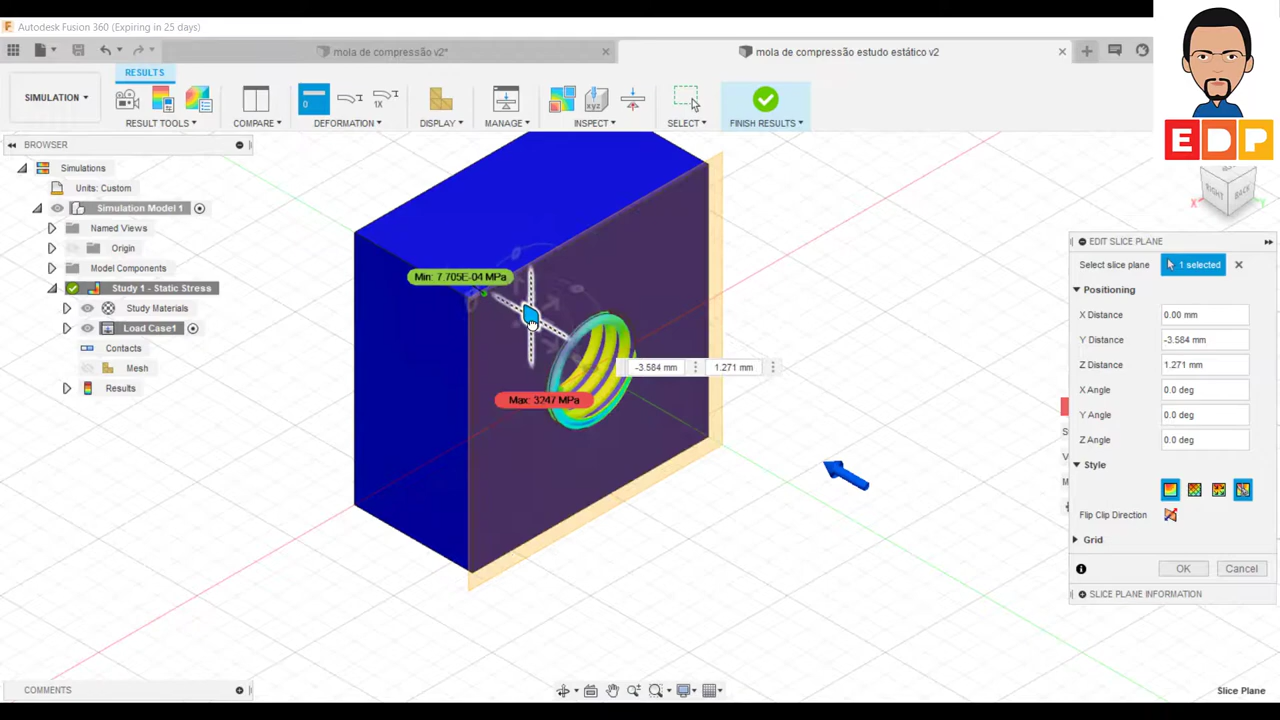 Autodesk Fusion 360 (Expiring in 25 days)
mola de compressão v2*
mola de compressão estudo estático v2
RESULTS
SIMULATION
RESULT TOOLS
COMPARE
DEFORMATION
DISPLAY
MANAGE
INSPECT
SELECT
FINISH RESULTS
EDP
BROWSER
Simulations
Units: Custom
Simulation Model 1
Named Views
Origin
Model Components
Study 1 - Static Stress
Study Materials
Load Case1
Contacts
Mesh
Results
Min: 7.705E-04 MPa
Max: 3247 MPa
-3.584 mm
1.271 mm
RIGHT
BACK
EDIT SLICE PLANE
Select slice plane 1 selected
Positioning
X Distance 0.00 mm
Y Distance -3.584 mm
Z Distance 1.271 mm
X Angle 0.0 deg
Y Angle 0.0 deg
Z Angle 0.0 deg
Style
Flip Clip Direction
Grid
OK Cancel
SLICE PLANE INFORMATION
COMMENTS
Slice Plane